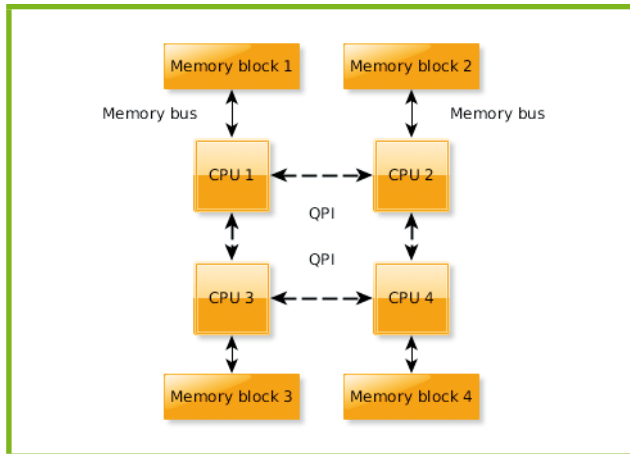 Memory block 1
Memory block 2
Memory bus
Memory bus
CPU 1
CPU 2
QPI
QPI
CPU 3
CPU 4
Memory block 3
Memory block 4